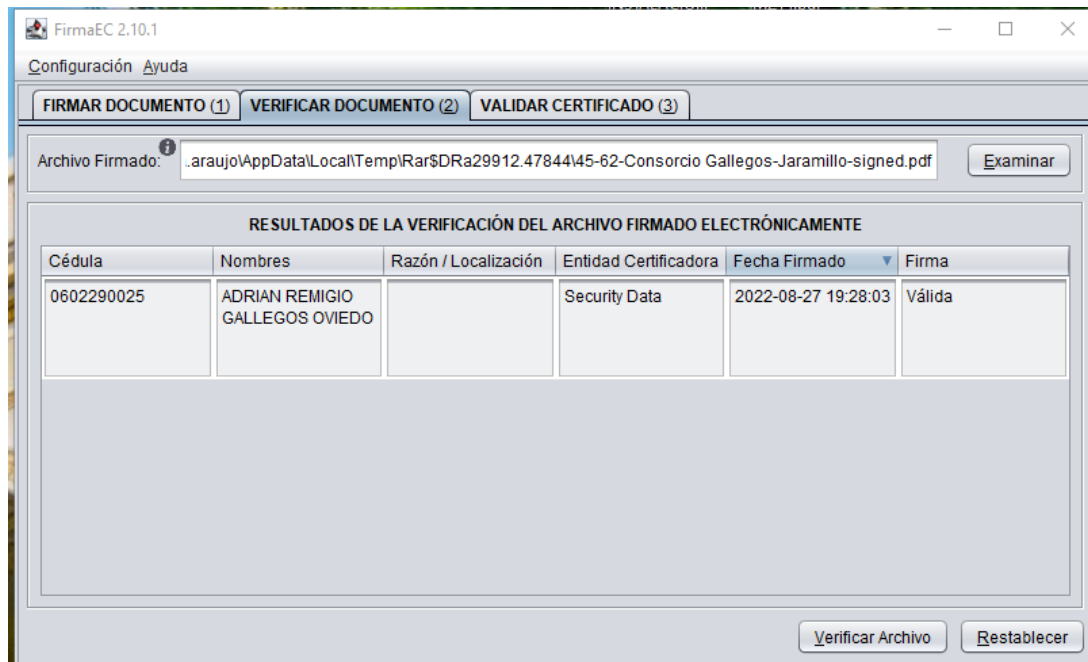 FirmaEC 2.10.1
Configuración Ayuda
FIRMAR DOCUMENTO (1) VERIFICAR DOCUMENTO (2) VALIDAR CERTIFICADO (3)
Archivo Firmado: .araujo\AppData\Local\Temp\Rar$DRa29912.47844\45-62-Consorcio Gallegos-Jaramillo-signed.pdf Examinar
RESULTADOS DE LA VERIFICACIÓN DEL ARCHIVO FIRMADO ELECTRÓNICAMENTE
Cédula Nombres Razón / Localización Entidad Certificadora Fecha Firmado Firma
0602290025 ADRIAN REMIGIO Security Data 2022-08-27 19:28:03 Válida
GALLEGOS OVIEDO
Verificar Archivo Restablecer